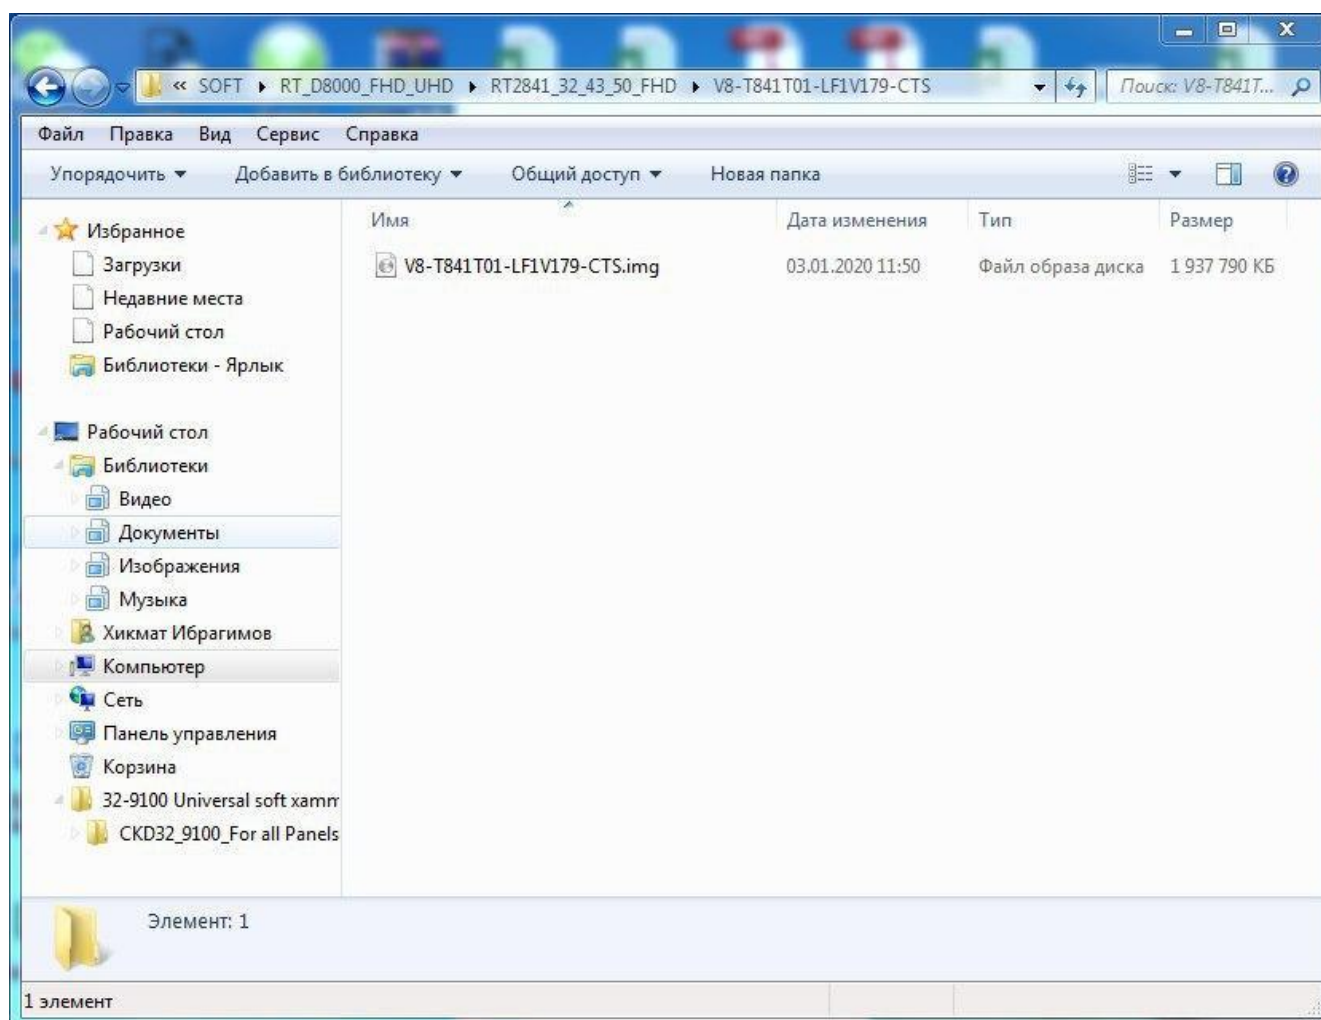 « SOFT ▸ RT_D8000_FHD_UHD ▸ RT2841_32_43_50_FHD ▸ V8-T841T01-LF1V179-CTS
Поиск: V8-T841T...
Файл Правка Вид Сервис Справка
Упорядочить Добавить в библиотеку Общий доступ Новая папка
Имя Дата изменения Тип Размер
V8-T841T01-LF1V179-CTS.img 03.01.2020 11:50 Файл образа диска 1 937 790 КБ
Избранное
Загрузки
Недавние места
Рабочий стол
Библиотеки - Ярлык
Рабочий стол
Библиотеки
Видео
Документы
Изображения
Музыка
Хикмат Ибрагимов
Компьютер
Сеть
Панель управления
Корзина
32-9100 Universal soft xamm
CKD32_9100_For all Panels
Элемент: 1
1 элемент